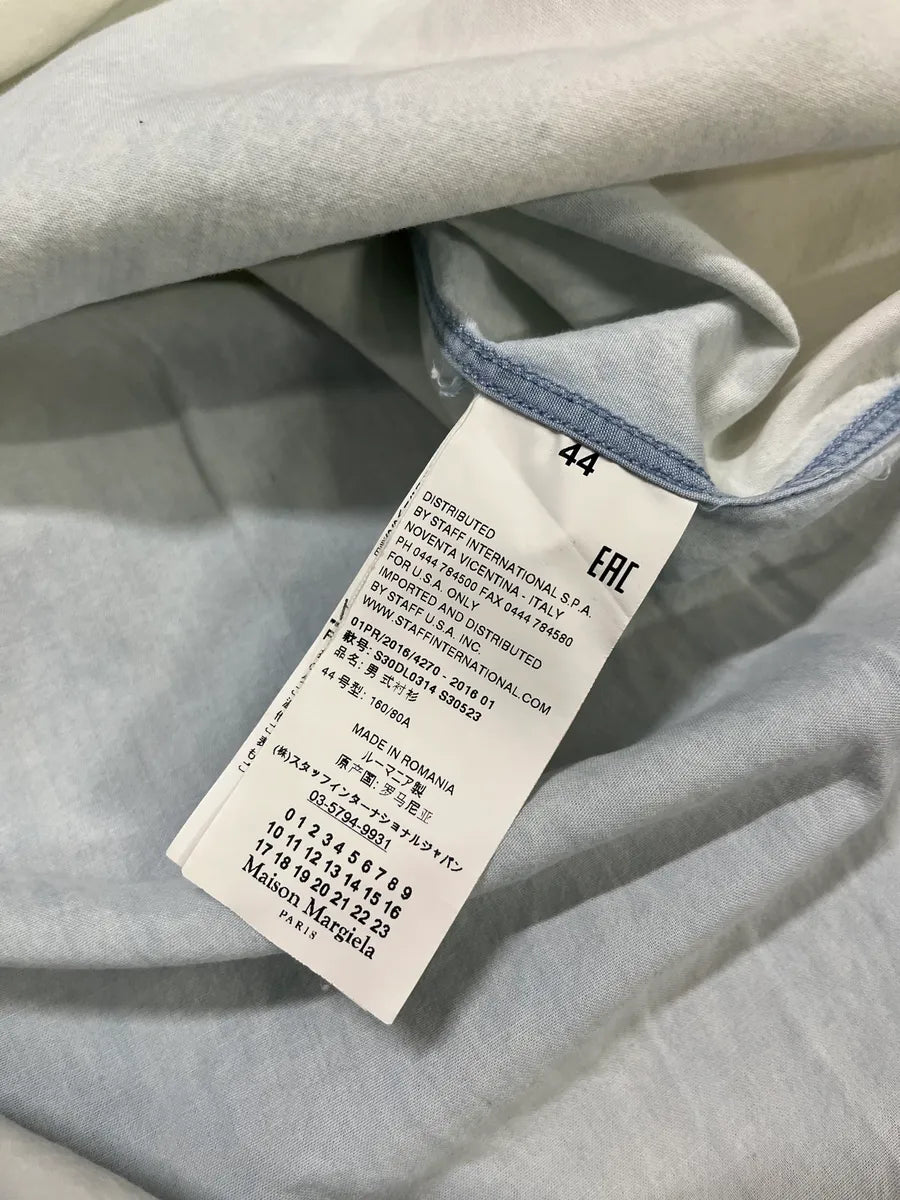 44
EAC
DISTRIBUTED
BY STAFF INTERNATIONAL S.P.A.
NOVENTA VICENTINA - ITALY
PH 0444 784500 FAX 0444 784590
FOR U.S.A. ONLY
IMPORTED AND DISTRIBUTED
BY STAFF U.S.A. INC.
WWW.STAFFINTERNATIONAL.COM
01PR/2016/4270 - 2016 01
款号: S30DL0314 S30523
品名: 男式衬衫
44 号型: 160/80A
MADE IN ROMANIA
ルーマニア製
原产国: 罗马尼亚
(株)スタッフインターナショナルジャパン
03-5794-9931
0 1 2 3 4 5 6 7 8 9
10 11 12 13 14 15 16
17 18 19 20 21 22 23
Maison Margiela
PARIS